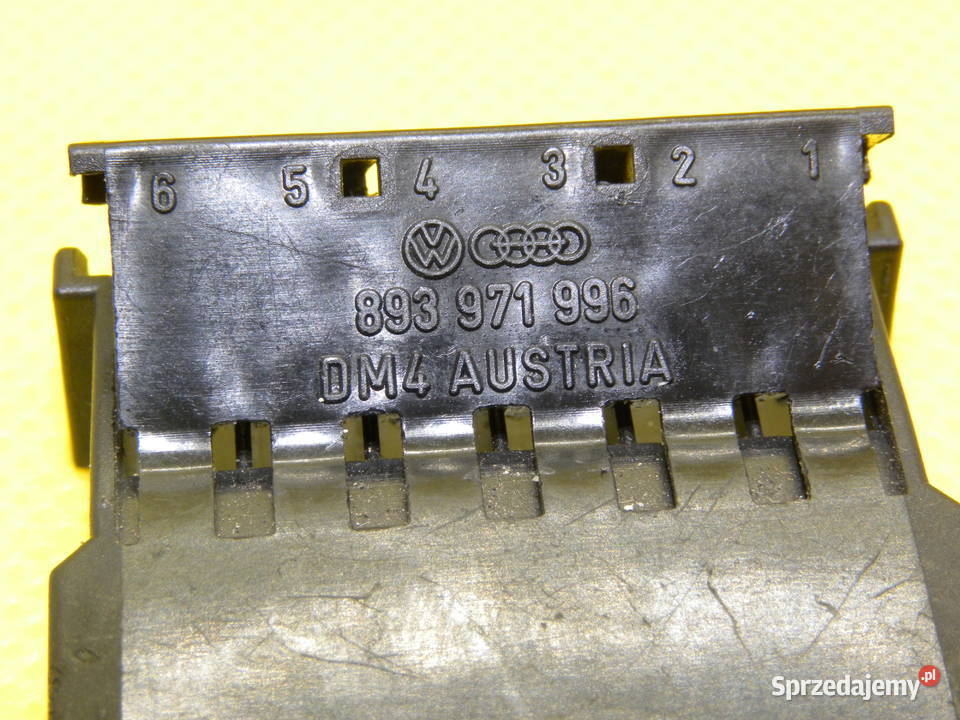 6 5 4 3 2 1
893 971 996
DM4 AUSTRIA
Sprzedajemy.pl